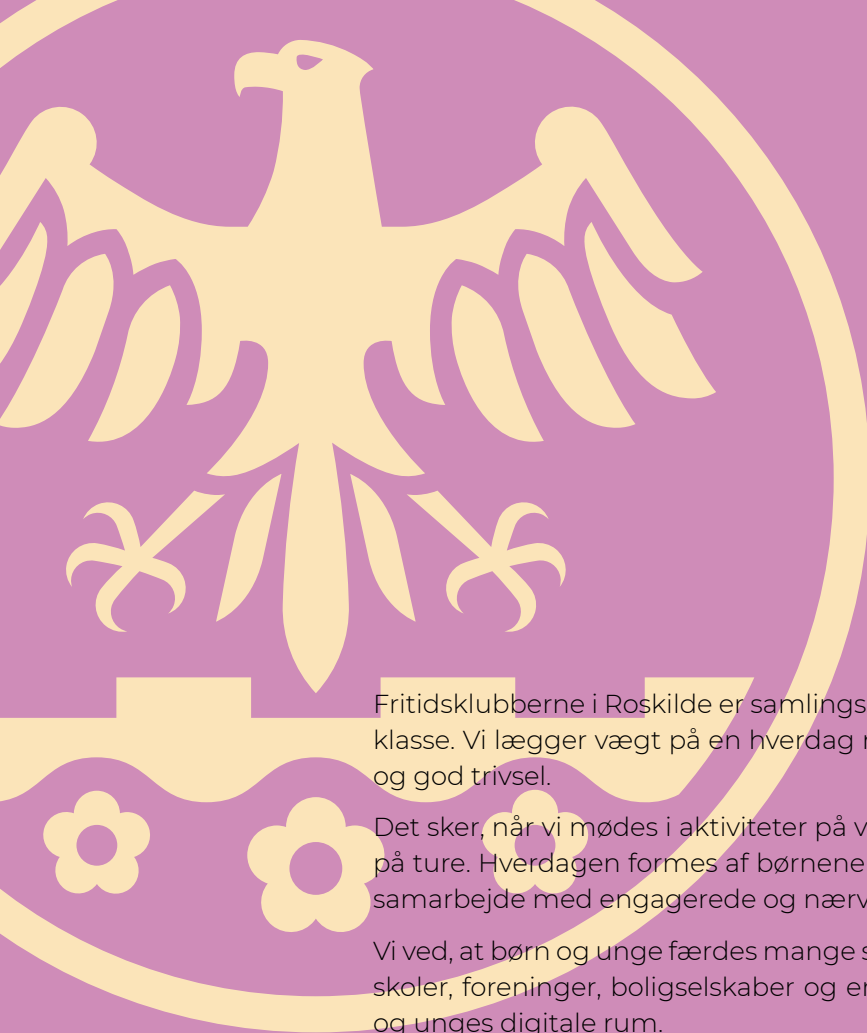 Fritidsklubberne i Roskilde er samlings
klasse. Vi lægger vægt på en hverdag
og god trivsel.
Det sker, når vi mødes i aktiviteter på
på ture. Hverdagen formes af børnene
samarbejde med engagerede og nærv
Vi ved, at børn og unge færdes mange
skoler, foreninger, boligselskaber og
og unges digitale rum.